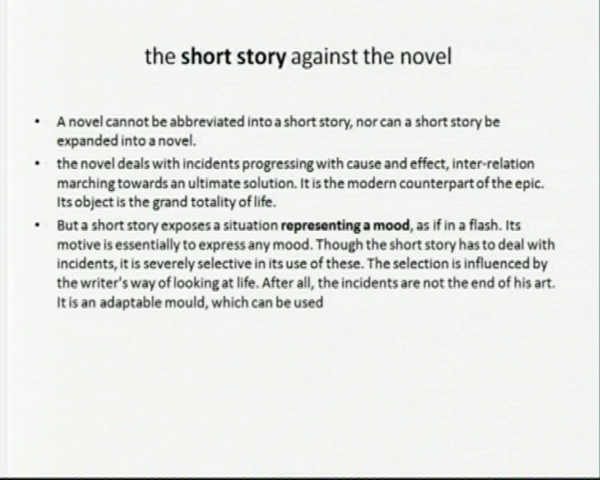 the short story against the novel
• A novel cannot be abbreviated into a short story, nor can a short story be
expanded into a novel.
• the novel deals with incidents progressing with cause and effect, inter-relation
marching towards an ultimate solution. It is the modern counterpart of the epic.
Its object is the grand totality of life.
• But a short story exposes a situation representing a mood, as if in a flash. Its
motive is essentially to express any mood. Though the short story has to deal with
incidents, it is severely selective in its use of these. The selection is influenced by
the writer's way of looking at life. After all, the incidents are not the end of his art.
It is an adaptable mould, which can be used